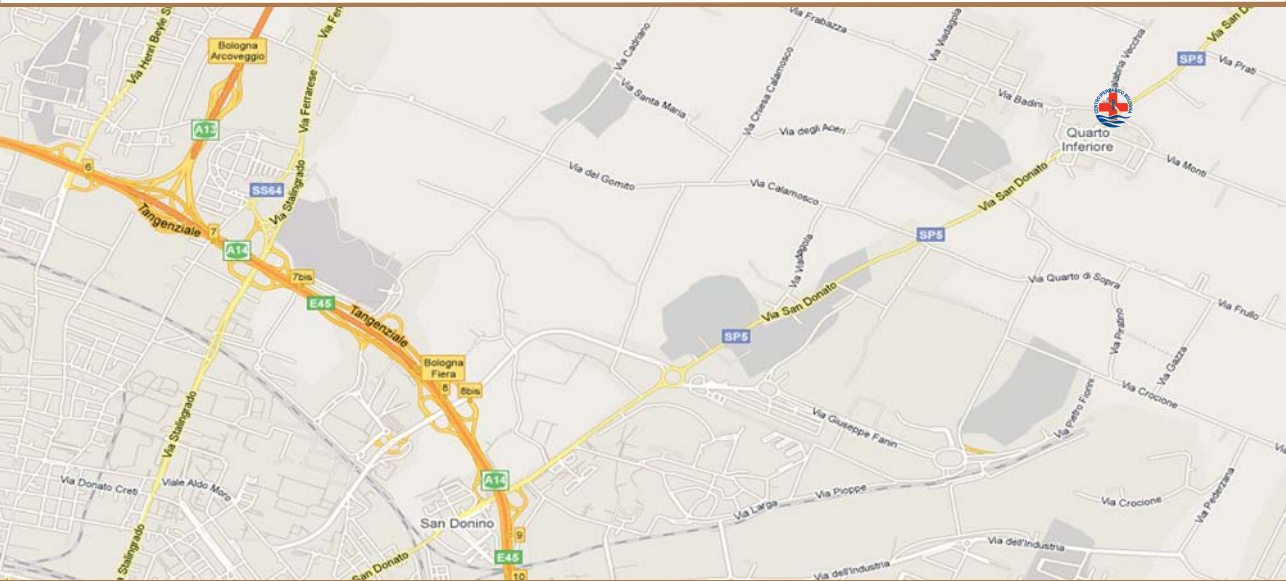 Via Henri Beyle S
Bologna
Arcoveggio
Via Ferrarese
A13
6
SS64
Via Stalingrado
Tangenziale
7
A14
7bis
E45
Tangenziale
Bologna
Fiera
8
8bis
Via Stalingrado
Via Donato Creti
Viale Aldo Moro
San Donino
A14
9
E45
10
San Donato
Via Cadriano
Via Santa Maria
Via Frabazza
Via Chiesa Calamosco
Via degli Aceri
Via del Gomito
Via Calamosco
Via Viadagola
Via Viadagola
Via Badini
Quarto
Inferiore
Via Monti
SP5
Via Prati
Via San Donato
SP5
Via San Donato
SP5
Via Quarto di Sopra
Via Frullo
Via Piratino
Via Gazza
Via Crocione
Via Pietro Fiorini
Via Giuseppe Fanin
Via Larga
Via Pioppe
Via Crocione
Via Pederzana
Via dell'Industria
Via dell'Industria